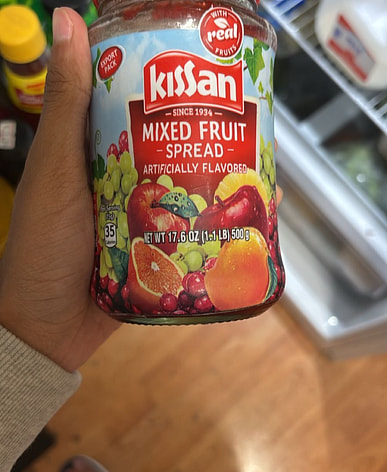 WITH
real
FRUITS
EXPORT
PACK
KISSAN
SINCE 1934
MIXED FRUIT
SPREAD
ARTIFICIALLY FLAVORED
35
NET WT 17.6 OZ (1.1 LB) 500 g